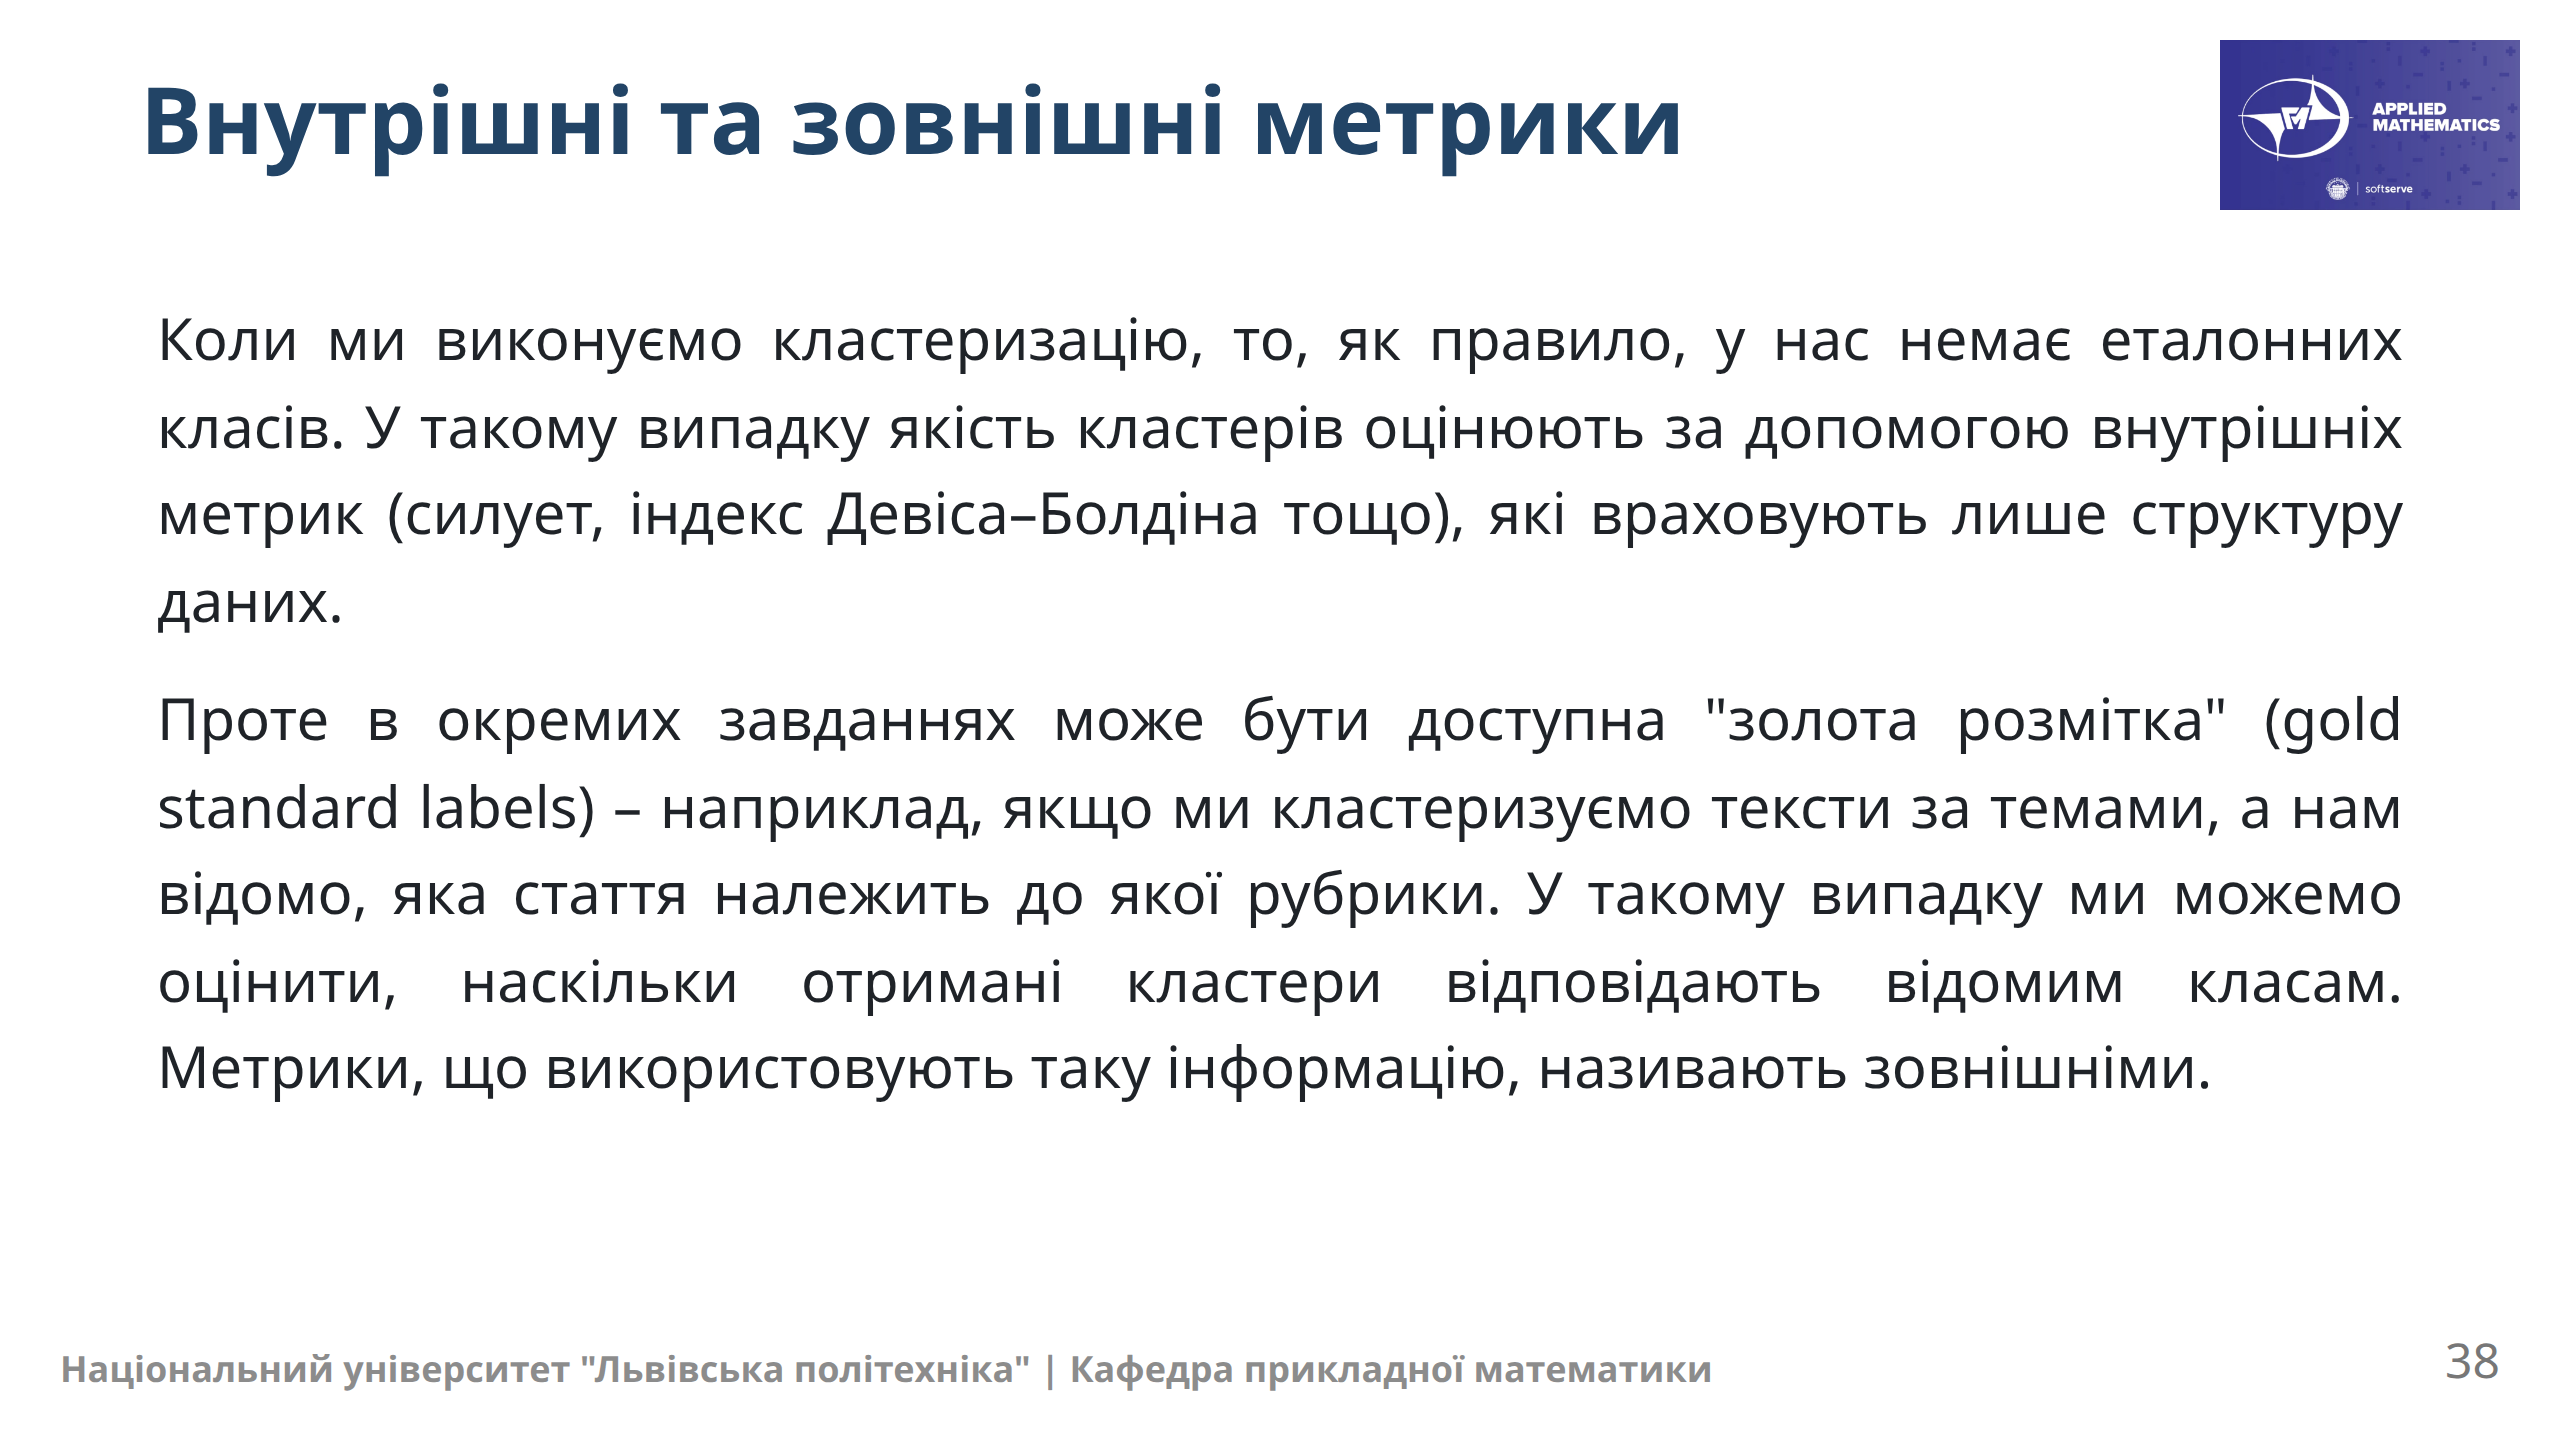 Внутрішні та зовнішні метрики
APPLIED
MATHEMATICS
softserve
Коли ми виконуємо кластеризацію, то, як правило, у нас немає еталонних
класів. У такому випадку якість кластерів оцінюють за допомогою внутрішніх
метрик (силует, індекс Девіса–Болдіна тощо), які враховують лише структуру
даних.
Проте в окремих завданнях може бути доступна "золота розмітка" (gold
standard labels) – наприклад, якщо ми кластеризуємо тексти за темами, а нам
відомо, яка стаття належить до якої рубрики. У такому випадку ми можемо
оцінити, наскільки отримані кластери відповідають відомим класам.
Метрики, що використовують таку інформацію, називають зовнішніми.
Національний університет "Львівська політехніка" | Кафедра прикладної математики
38